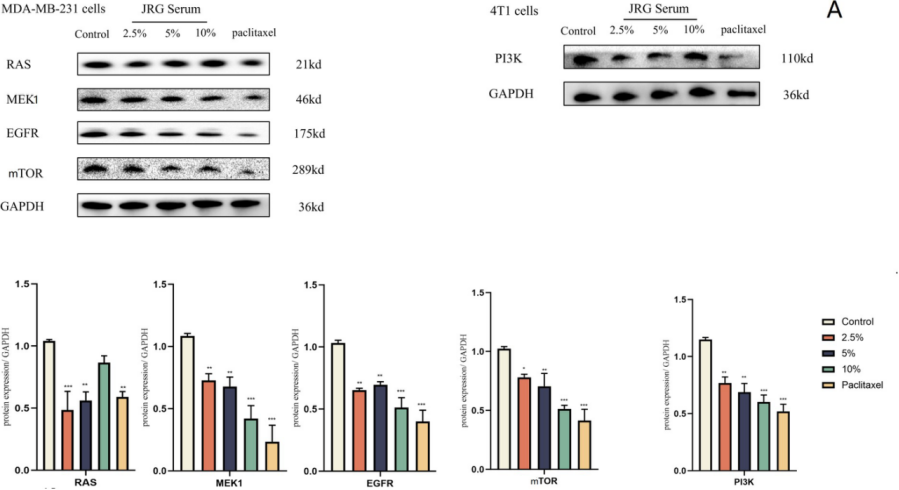 MDA-MB-231 cells
JRG Serum
Control 2.5% 5% 10% paclitaxel
RAS 21kd
MEK1 46kd
EGFR 175kd
mTOR 289kd
GAPDH 36kd
4T1 cells
JRG Serum
Control 2.5% 5% 10% paclitaxel
PI3K 110kd
GAPDH 36kd
A
protein expression/ GAPDH
1.5
1.0
0.5
0.0
*** ** **
RAS
protein expression/ GAPDH
1.5
1.0
0.5
0.0
** ** *** ***
MEK1
protein expression/ GAPDH
1.5
1.0
0.5
0.0
** ** *** ***
EGFR
protein expression/ GAPDH
1.5
1.0
0.5
0.0
* ** *** ***
mTOR
protein expression/ GAPDH
1.5
1.0
0.5
0.0
** ** *** ***
PI3K
Control
2.5%
5%
10%
Paclitaxel